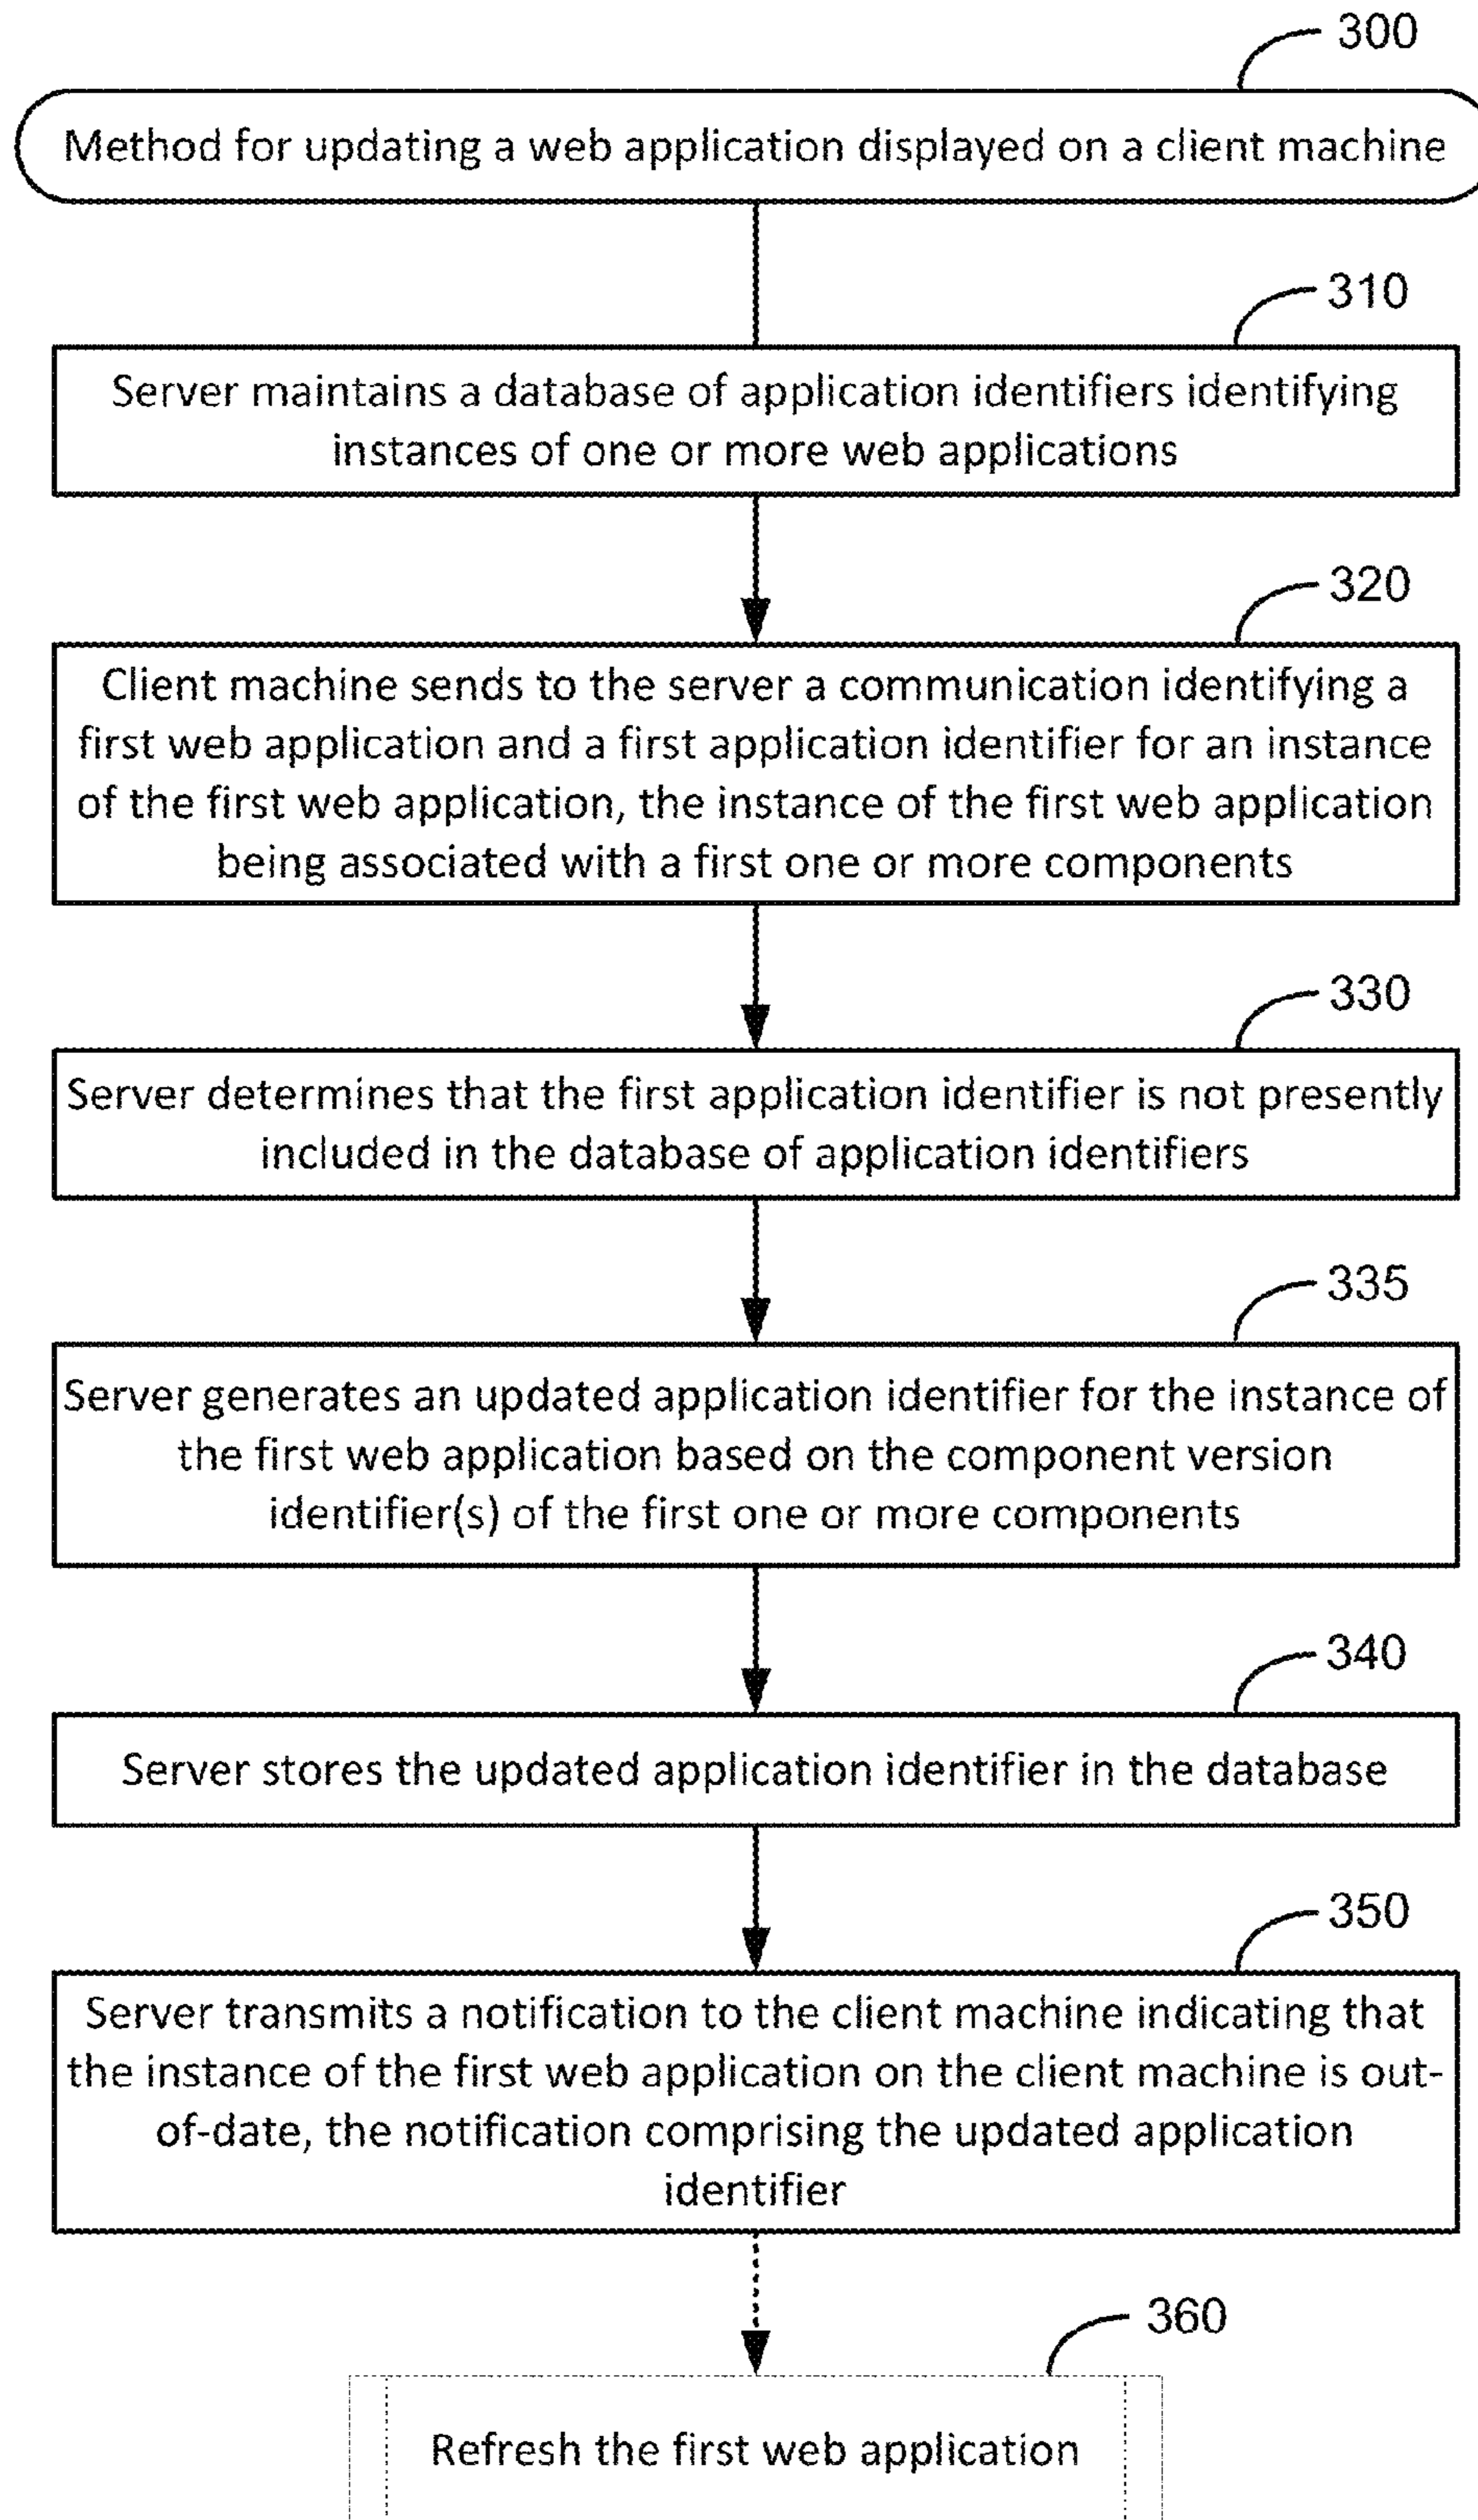 300
Method for updating a web application displayed on a client machine
310
Server maintains a database of application identifiers identifying
instances of one or more web applications
320
Client machine sends to the server a communication identifying a
first web application and a first application identifier for an instance
of the first web application, the instance of the first web application
being associated with a first one or more components
330
Server determines that the first application identifier is not presently
included in the database of application identifiers
335
Server generates an updated application identifier for the instance of
the first web application based on the component version
identifier(s) of the first one or more components
340
Server stores the updated application identifier in the database
350
Server transmits a notification to the client machine indicating that
the instance of the first web application on the client machine is out-
of-date, the notification comprising the updated application
identifier
360
Refresh the first web application